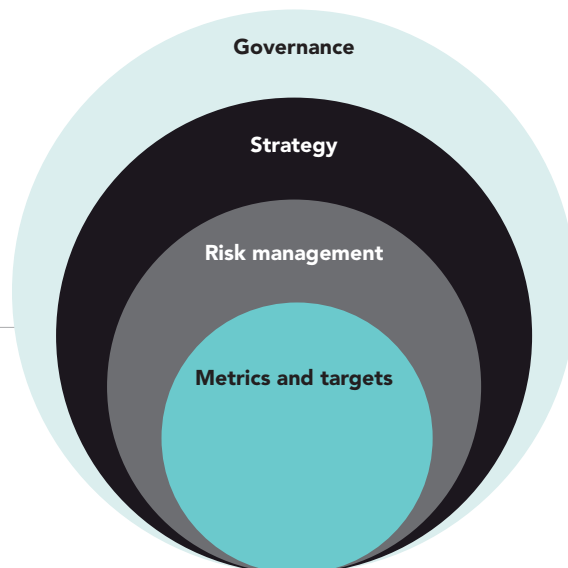 Governance
Strategy
Risk management
Metrics and targets